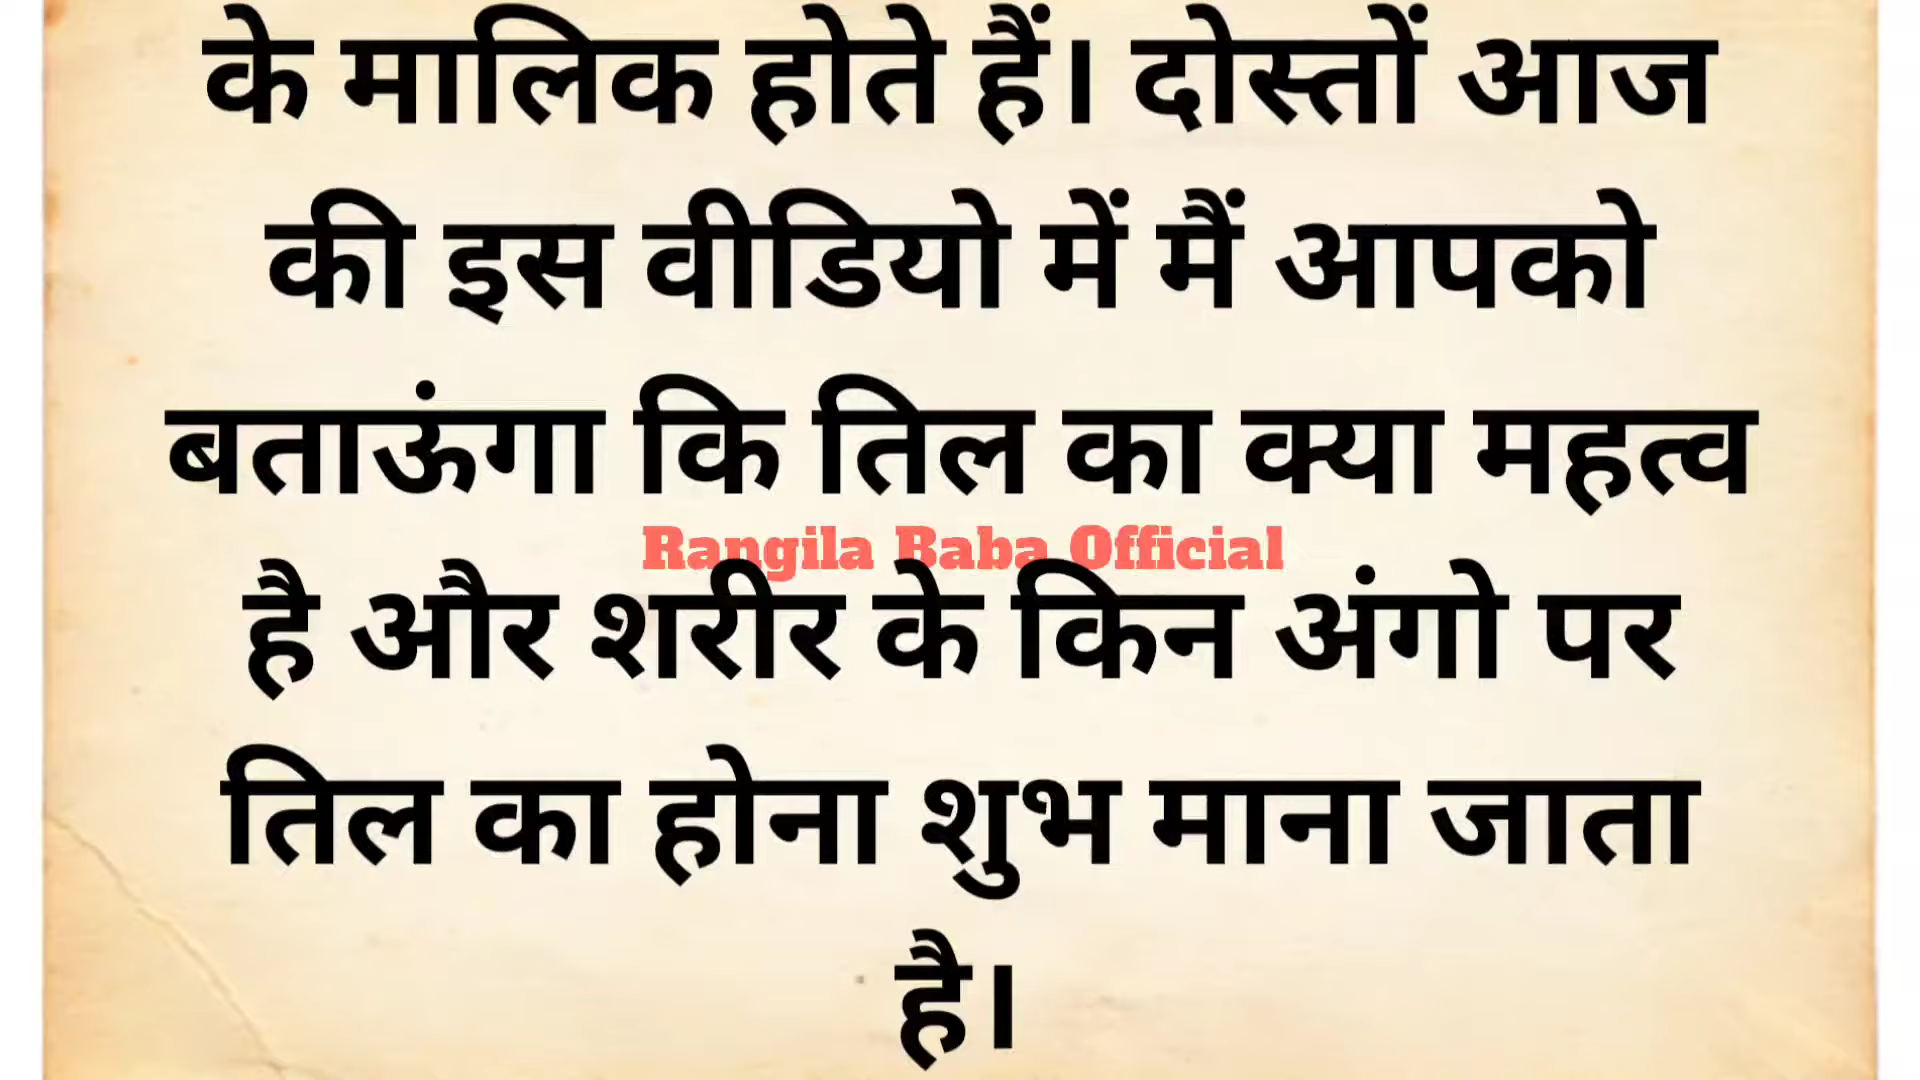 के मालिक होते हैं। दोस्तों आज
की इस वीडियो में मैं आपको
बताऊंगा कि तिल का क्या महत्व
Rangila Baba Official
है और शरीर के किन अंगो पर
तिल का होना शुभ माना जाता
है।